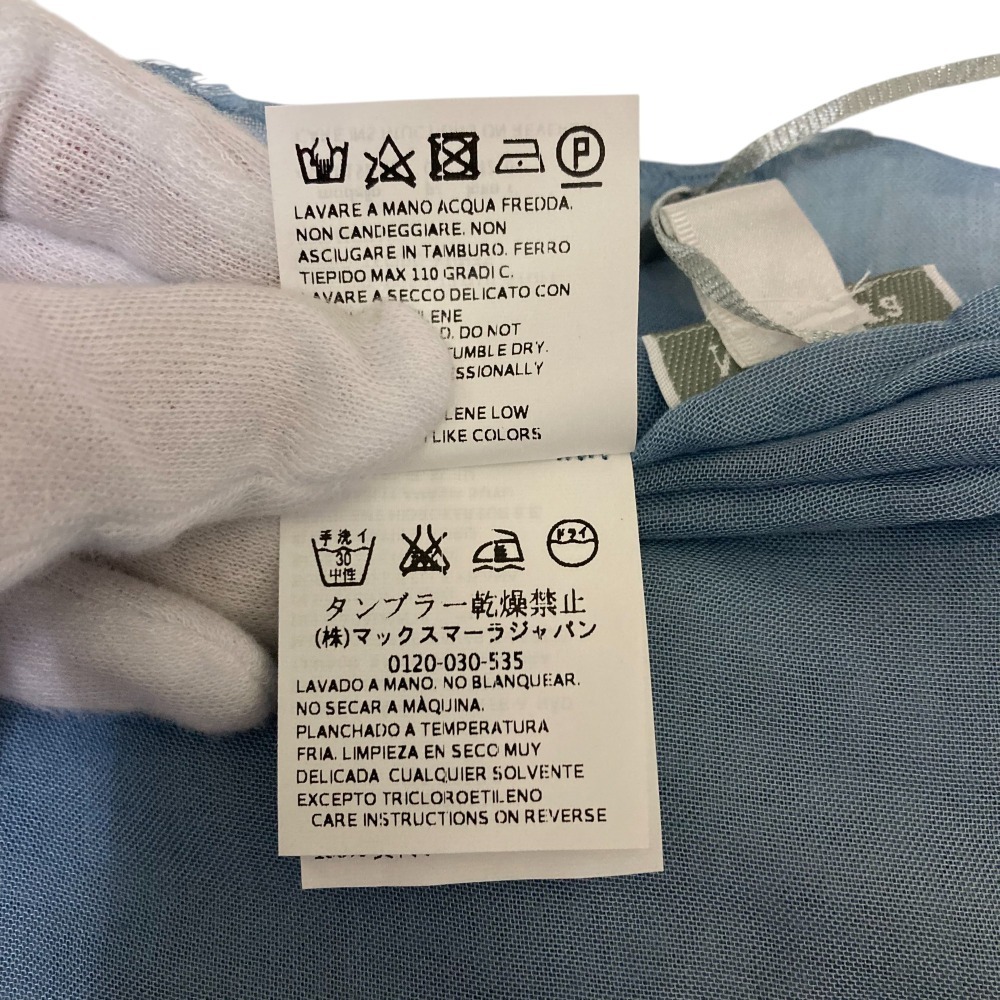 P
LAVARE A MANO ACQUA FREDDA.
NON CANDEGGIARE. NON
ASCIUGARE IN TAMBURO. FERRO
TIEPIDO MAX 110 GRADI C.
LAVARE A SECCO DELICATO CON
DO NOT
TUMBLE DRY.
LOW
LIKE COLORS
手洗イ
30
中性
ドライ
タンブラー乾燥禁止
(株)マックスマーラジャパン
0120-030-535
LAVADO A MANO. NO BLANQUEAR.
NO SECAR A MÀQUINA.
PLANCHADO A TEMPERATURA
FRIA. LIMPIEZA EN SECO MUY
DELICADA CUALQUIER SOLVENTE
EXCEPTO TRICLOROETILENO
CARE INSTRUCTIONS ON REVERSE